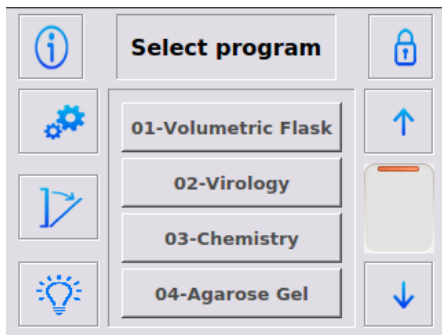 Select program
01-Volumetric Flask
02-Virology
03-Chemistry
04-Agarose Gel